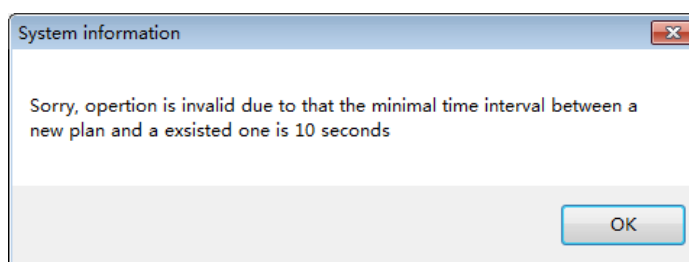 System information
Sorry, opertion is invalid due to that the minimal time interval between a
new plan and a exsisted one is 10 seconds
OK